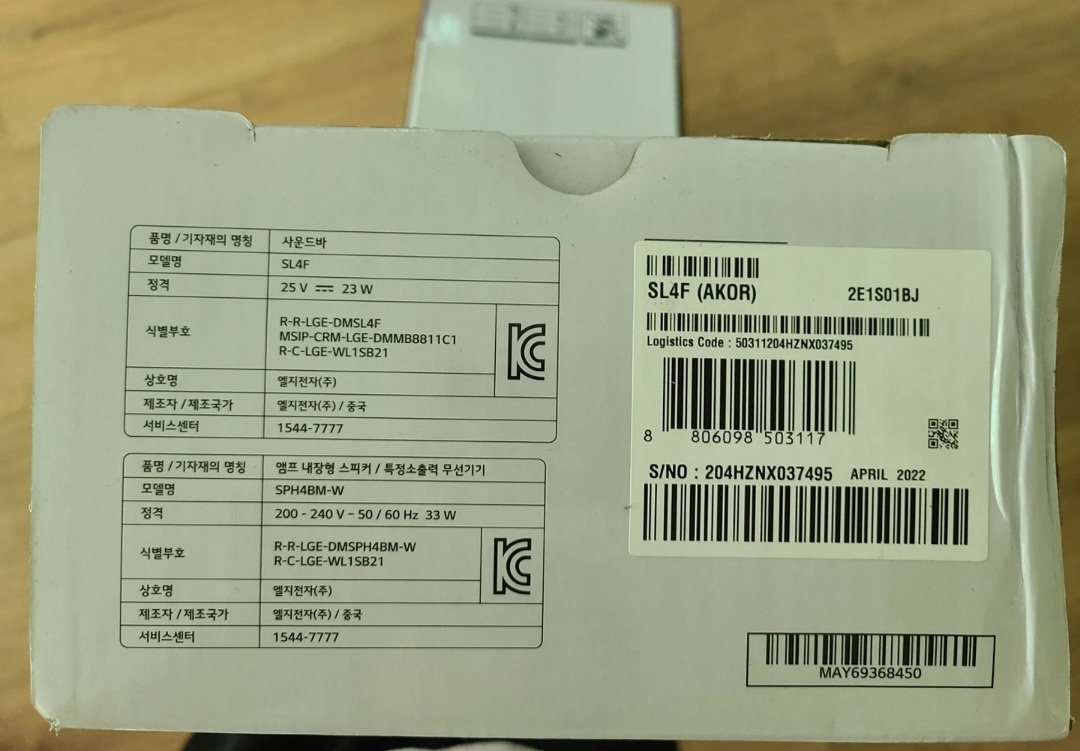 품명 / 기자재의 명칭 사운드바
모델명 SL4F
정격 25 V ⎓ 23 W
식별부호 R-R-LGE-DMSL4F
MSIP-CRM-LGE-DMMB8811C1
R-C-LGE-WL1SB21
상호명 엘지전자(주)
제조자 / 제조국가 엘지전자(주) / 중국
서비스센터 1544-7777
품명 / 기자재의 명칭 앰프 내장형 스피커 / 특정소출력 무선기기
모델명 SPH4BM-W
정격 200 - 240 V ~ 50 / 60 Hz 33 W
식별부호 R-R-LGE-DMSPH4BM-W
R-C-LGE-WL1SB21
상호명 엘지전자(주)
제조자 / 제조국가 엘지전자(주) / 중국
서비스센터 1544-7777
SL4F (AKOR) 2E1S01BJ
Logistics Code : 50311204HZNX037495
8 806098 503117
S/NO : 204HZNX037495 APRIL 2022
MAY69368450